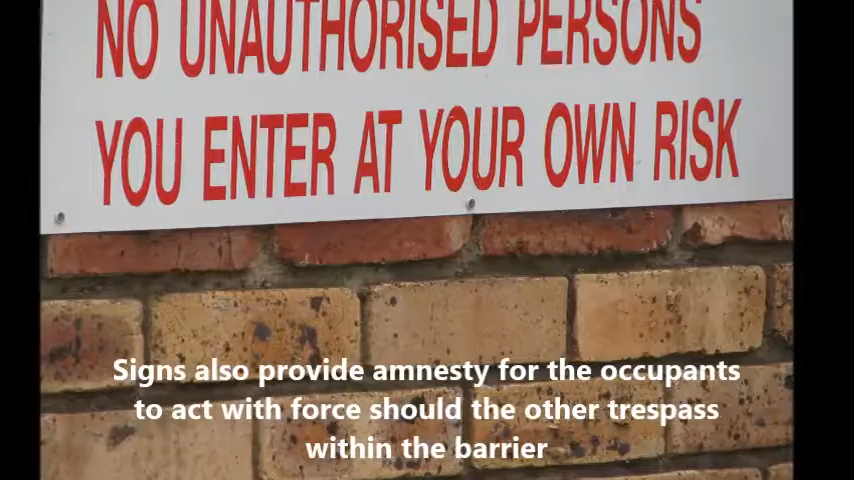 NO UNAUTHORISED PERSONS
YOU ENTER AT YOUR OWN RISK
Signs also provide amnesty for the occupants
to act with force should the other trespass
within the barrier